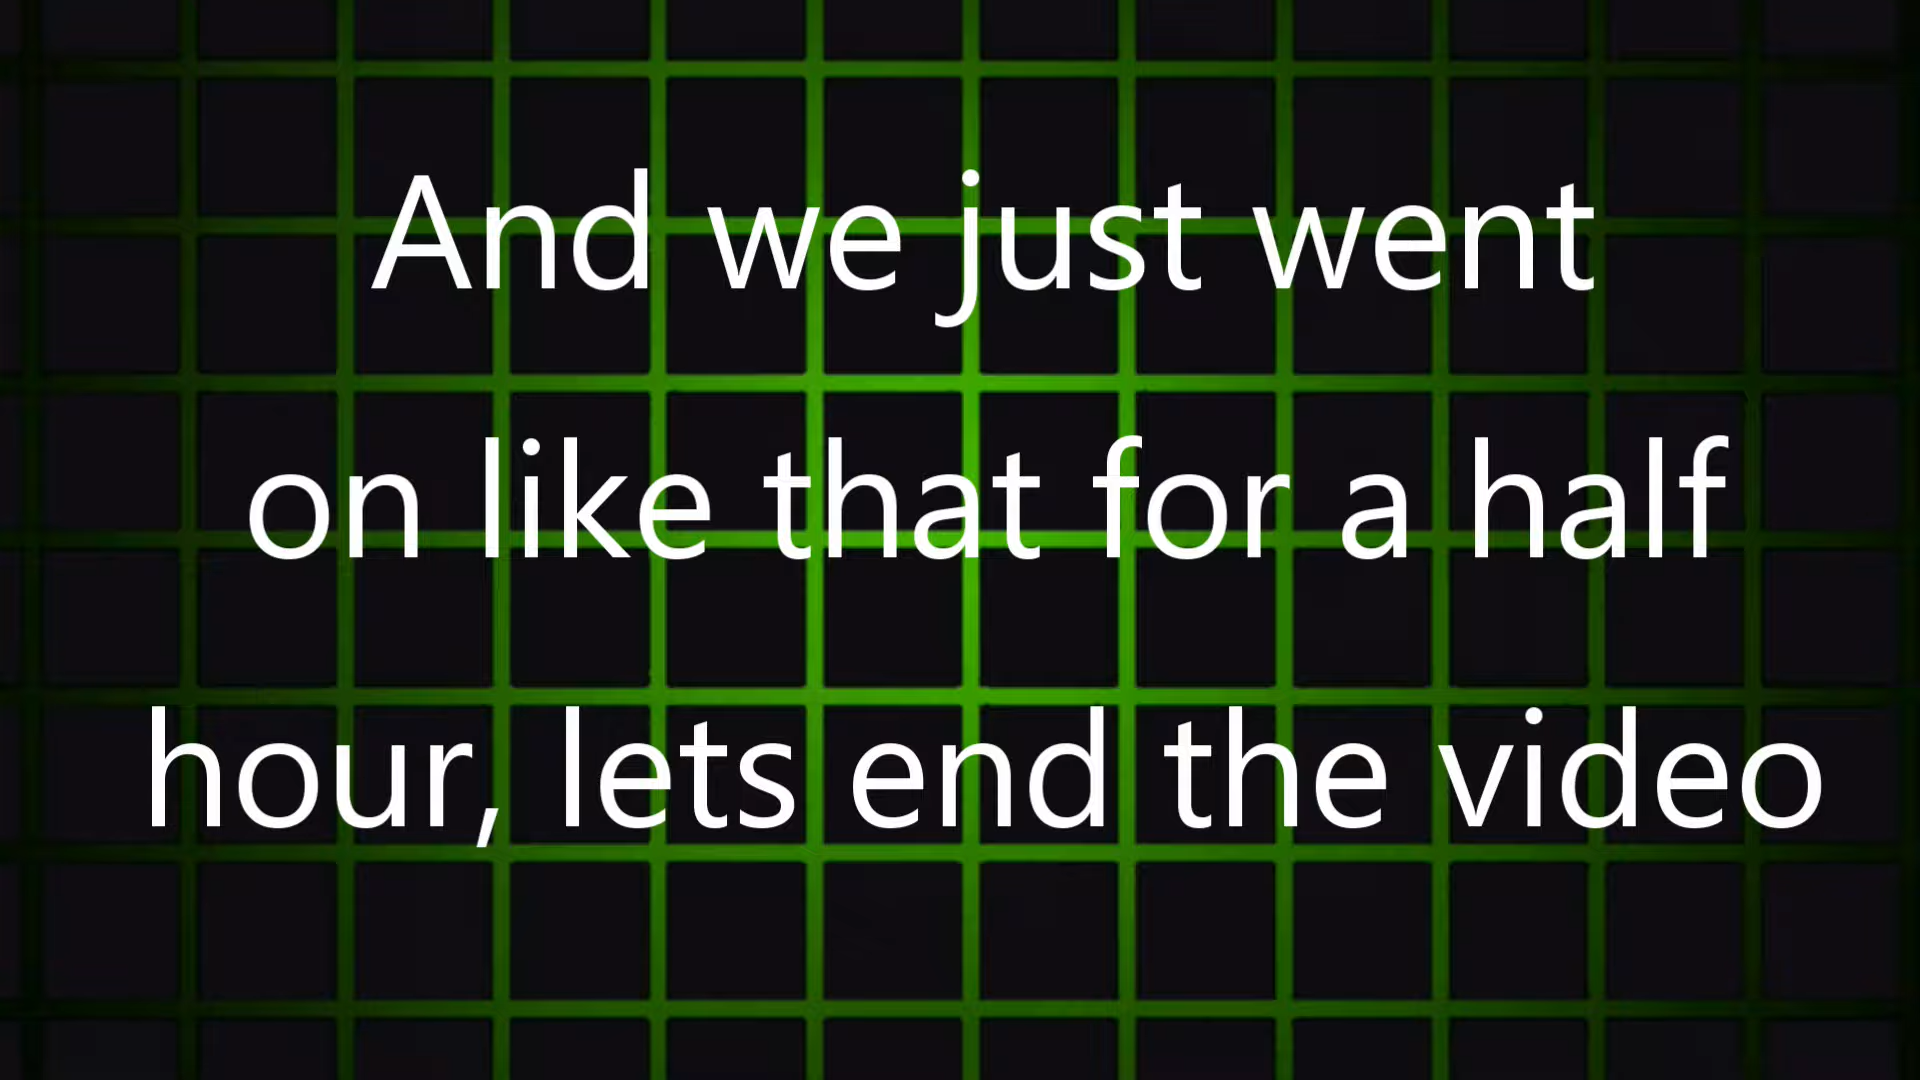 And we just went
on like that for a half
hour, lets end the video